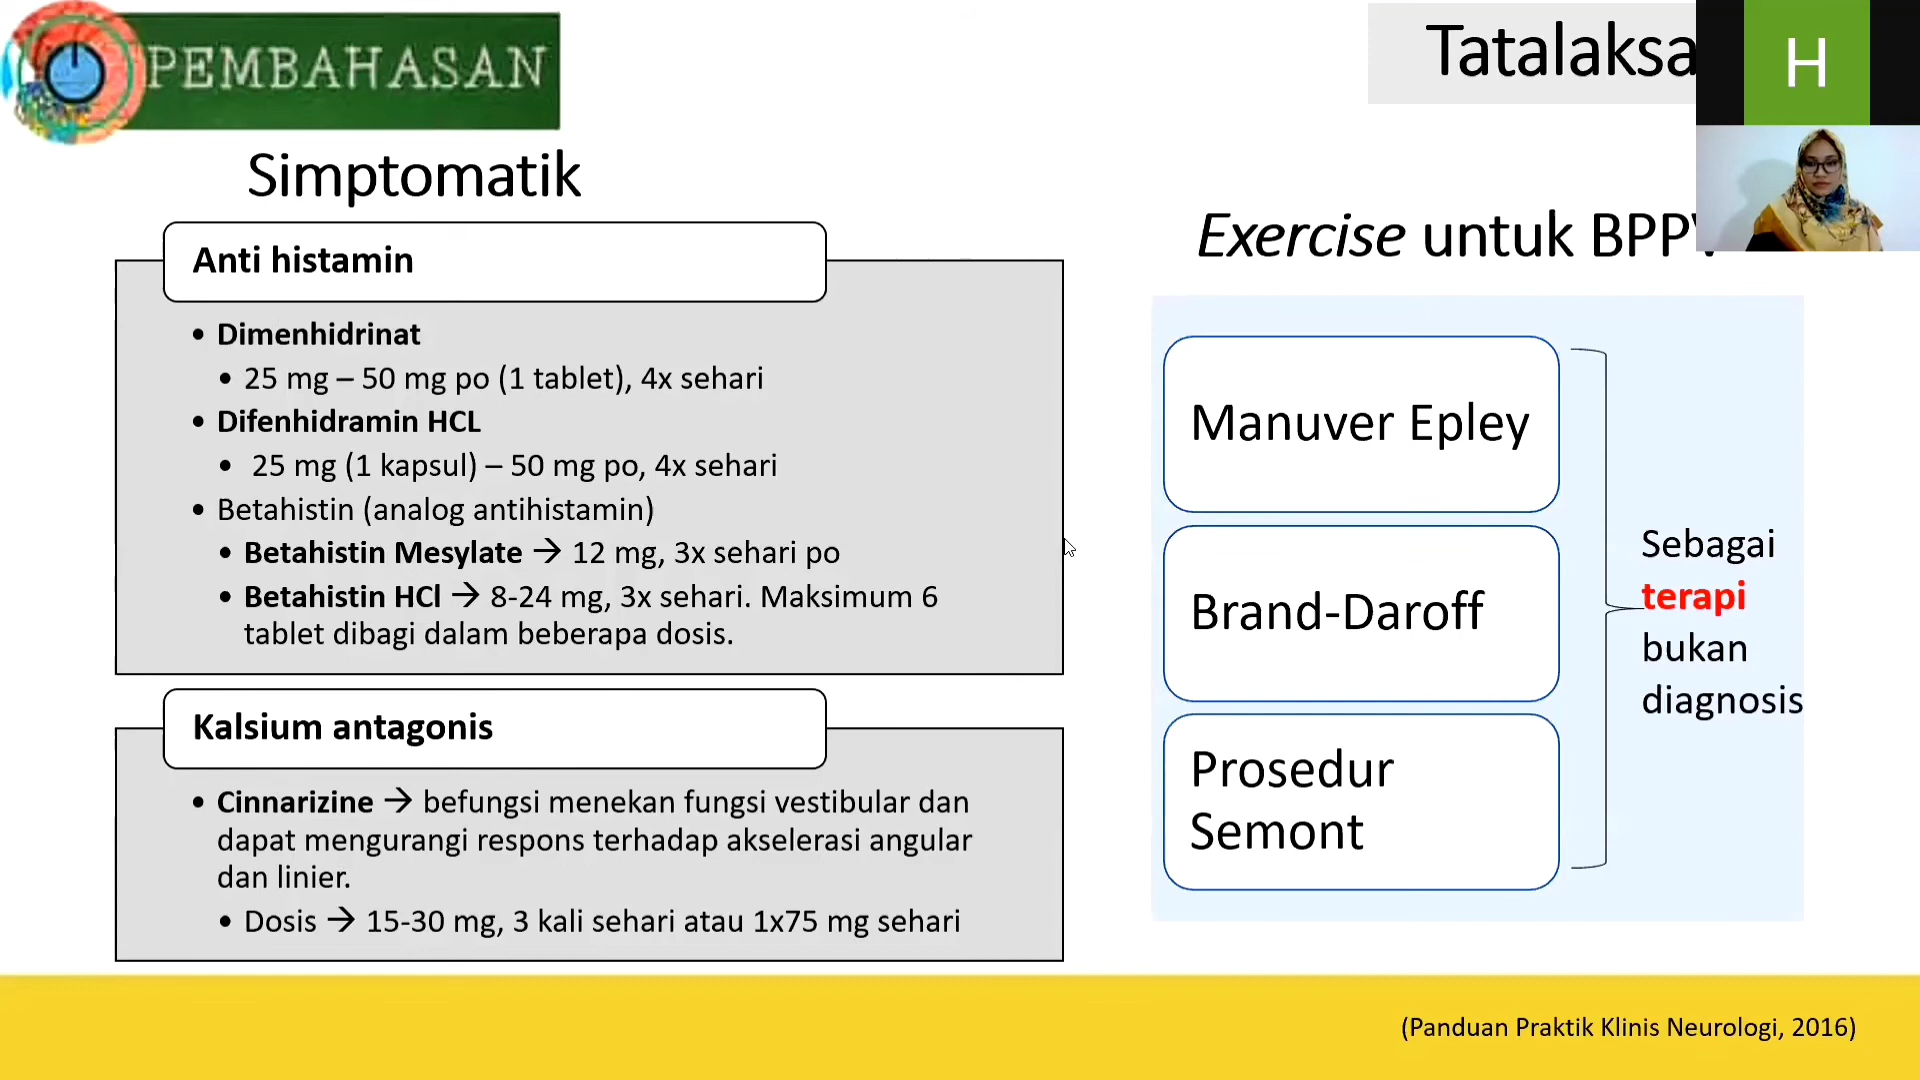 PEMBAHASAN
Tatalaksa
H
Simptomatik
Anti histamin
• Dimenhidrinat
• 25 mg – 50 mg po (1 tablet), 4x sehari
• Difenhidramin HCL
• 25 mg (1 kapsul) – 50 mg po, 4x sehari
• Betahistin (analog antihistamin)
• Betahistin Mesylate → 12 mg, 3x sehari po
• Betahistin HCl → 8-24 mg, 3x sehari. Maksimum 6
tablet dibagi dalam beberapa dosis.
Kalsium antagonis
• Cinnarizine → befungsi menekan fungsi vestibular dan
dapat mengurangi respons terhadap akselerasi angular
dan linier.
• Dosis → 15-30 mg, 3 kali sehari atau 1x75 mg sehari
Exercise untuk BPPV
Manuver Epley
Brand-Daroff
Prosedur
Semont
Sebagai
terapi
bukan
diagnosis
(Panduan Praktik Klinis Neurologi, 2016)